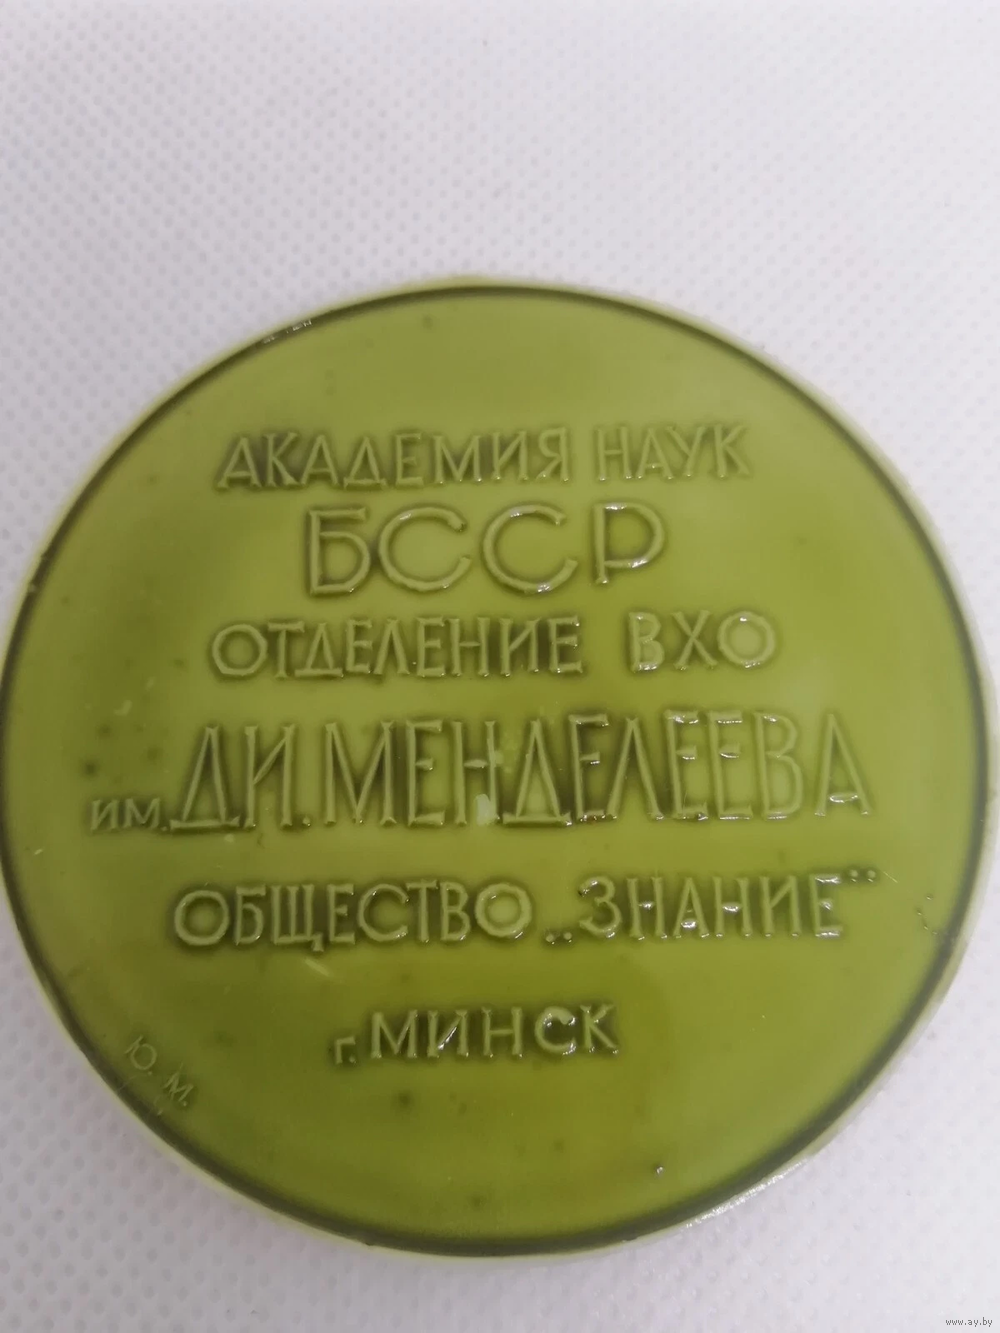 АКАДЕМИЯ НАУК
БССР
ОТДЕЛЕНИЕ ВХО
им. Д.И. МЕНДЕЛЕЕВА
ОБЩЕСТВО „ЗНАНИЕ"
г. МИНСК
Ю. М.
www.ay.by